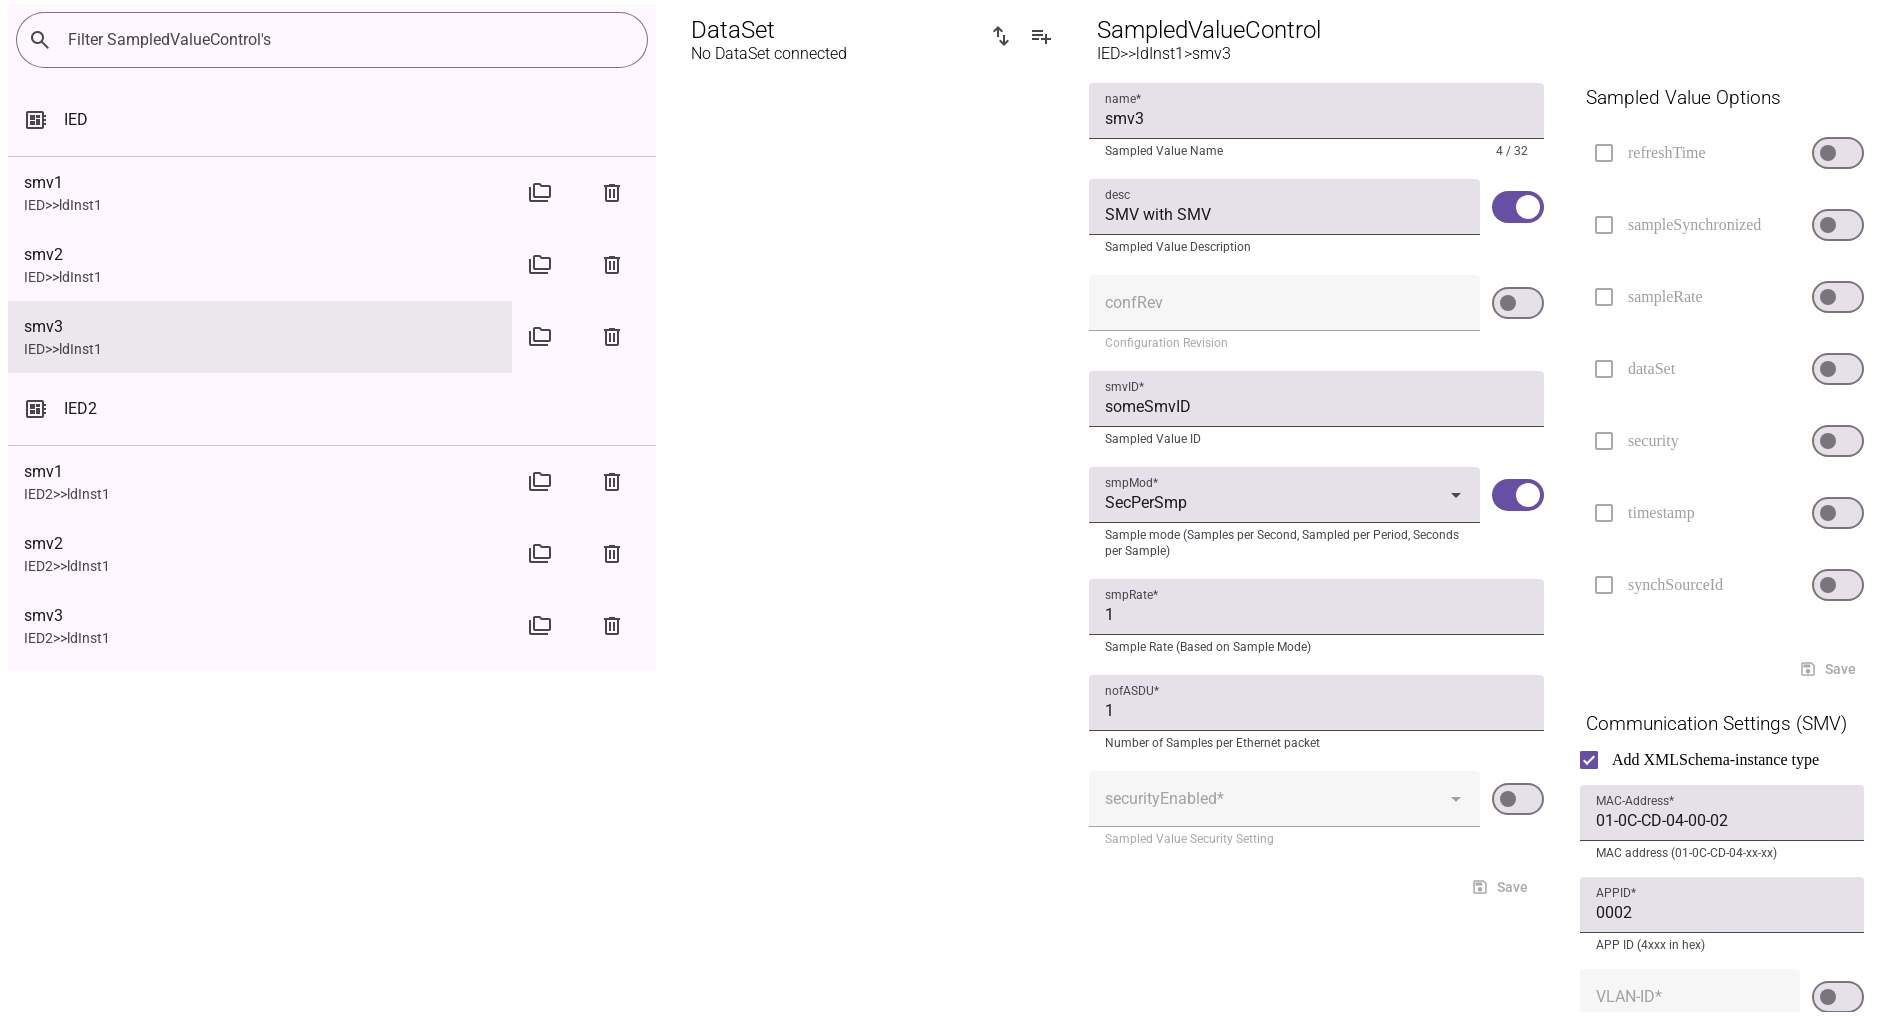 Filter SampledValueControl's
IED
smv1
IED>>ldInst1
smv2
IED>>ldInst1
smv3
IED>>ldInst1
IED2
smv1
IED2>>ldInst1
smv2
IED2>>ldInst1
smv3
IED2>>ldInst1
DataSet
No DataSet connected
SampledValueControl
IED>>ldInst1>smv3
name*
smv3
Sampled Value Name 4 / 32
desc
SMV with SMV
Sampled Value Description
confRev
Configuration Revision
smvID*
someSmvID
Sampled Value ID
smpMod*
SecPerSmp
Sample mode (Samples per Second, Sampled per Period, Seconds
per Sample)
smpRate*
1
Sample Rate (Based on Sample Mode)
nofASDU*
1
Number of Samples per Ethernet packet
securityEnabled*
Sampled Value Security Setting
Save
Sampled Value Options
refreshTime
sampleSynchronized
sampleRate
dataSet
security
timestamp
synchSourceId
Save
Communication Settings (SMV)
Add XMLSchema-instance type
MAC-Address*
01-0C-CD-04-00-02
MAC address (01-0C-CD-04-xx-xx)
APPID*
0002
APP ID (4xxx in hex)
VLAN-ID*